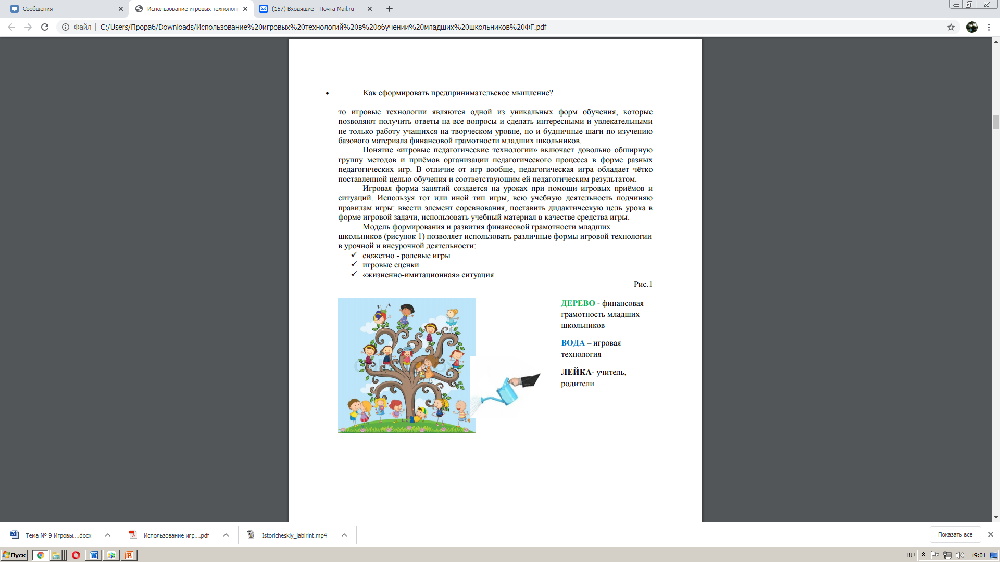 Сообщения
Использование игровых технологи
(157) Входящие - Почта Mail.ru
Файл
C:/Users/Прораб/Downloads/Использование%20игровых%20технологий%20в%20обучении%20младших%20школьников%20ФГ.pdf
• Как сформировать предпринимательское мышление?
то игровые технологии являются одной из уникальных форм обучения, которые
позволяют получить ответы на все вопросы и сделать интересными и увлекательными
не только работу учащихся на творческом уровне, но и будничные шаги по изучению
базового материала финансовой грамотности младших школьников.
Понятие «игровые педагогические технологии» включает довольно обширную
группу методов и приёмов организации педагогического процесса в форме разных
педагогических игр. В отличие от игр вообще, педагогическая игра обладает чётко
поставленной целью обучения и соответствующим ей педагогическим результатом.
Игровая форма занятий создается на уроках при помощи игровых приёмов и
ситуаций. Используя тот или иной тип игры, всю учебную деятельность подчиняю
правилам игры: ввести элемент соревнования, поставить дидактическую цель урока в
форме игровой задачи, использовать учебный материал в качестве средства игры.
Модель формирования и развития финансовой грамотности младших
школьников (рисунок 1) позволяет использовать различные формы игровой технологии
в урочной и внеурочной деятельности:
✓ сюжетно - ролевые игры
✓ игровые сценки
✓ «жизненно-имитационная» ситуация
Рис.1
ДЕРЕВО - финансовая
грамотность младших
школьников
ВОДА – игровая
технология
ЛЕЙКА- учитель,
родители
Тема № 9 Игровы....docx
Использование игр....pdf
Istoricheskiy_labirint.mp4
Показать все
Пуск
RU
19:01